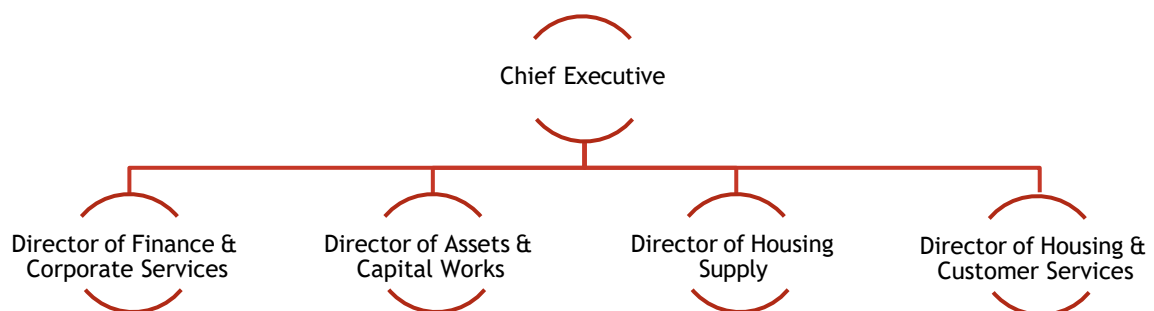 Chief Executive
Director of Finance &
Corporate Services
Director of Assets &
Capital Works
Director of Housing
Supply
Director of Housing &
Customer Services